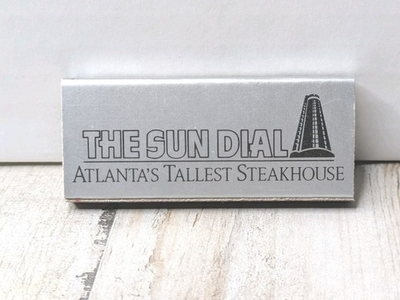 THE SUN DIAL
ATLANTA'S TALLEST STEAKHOUSE